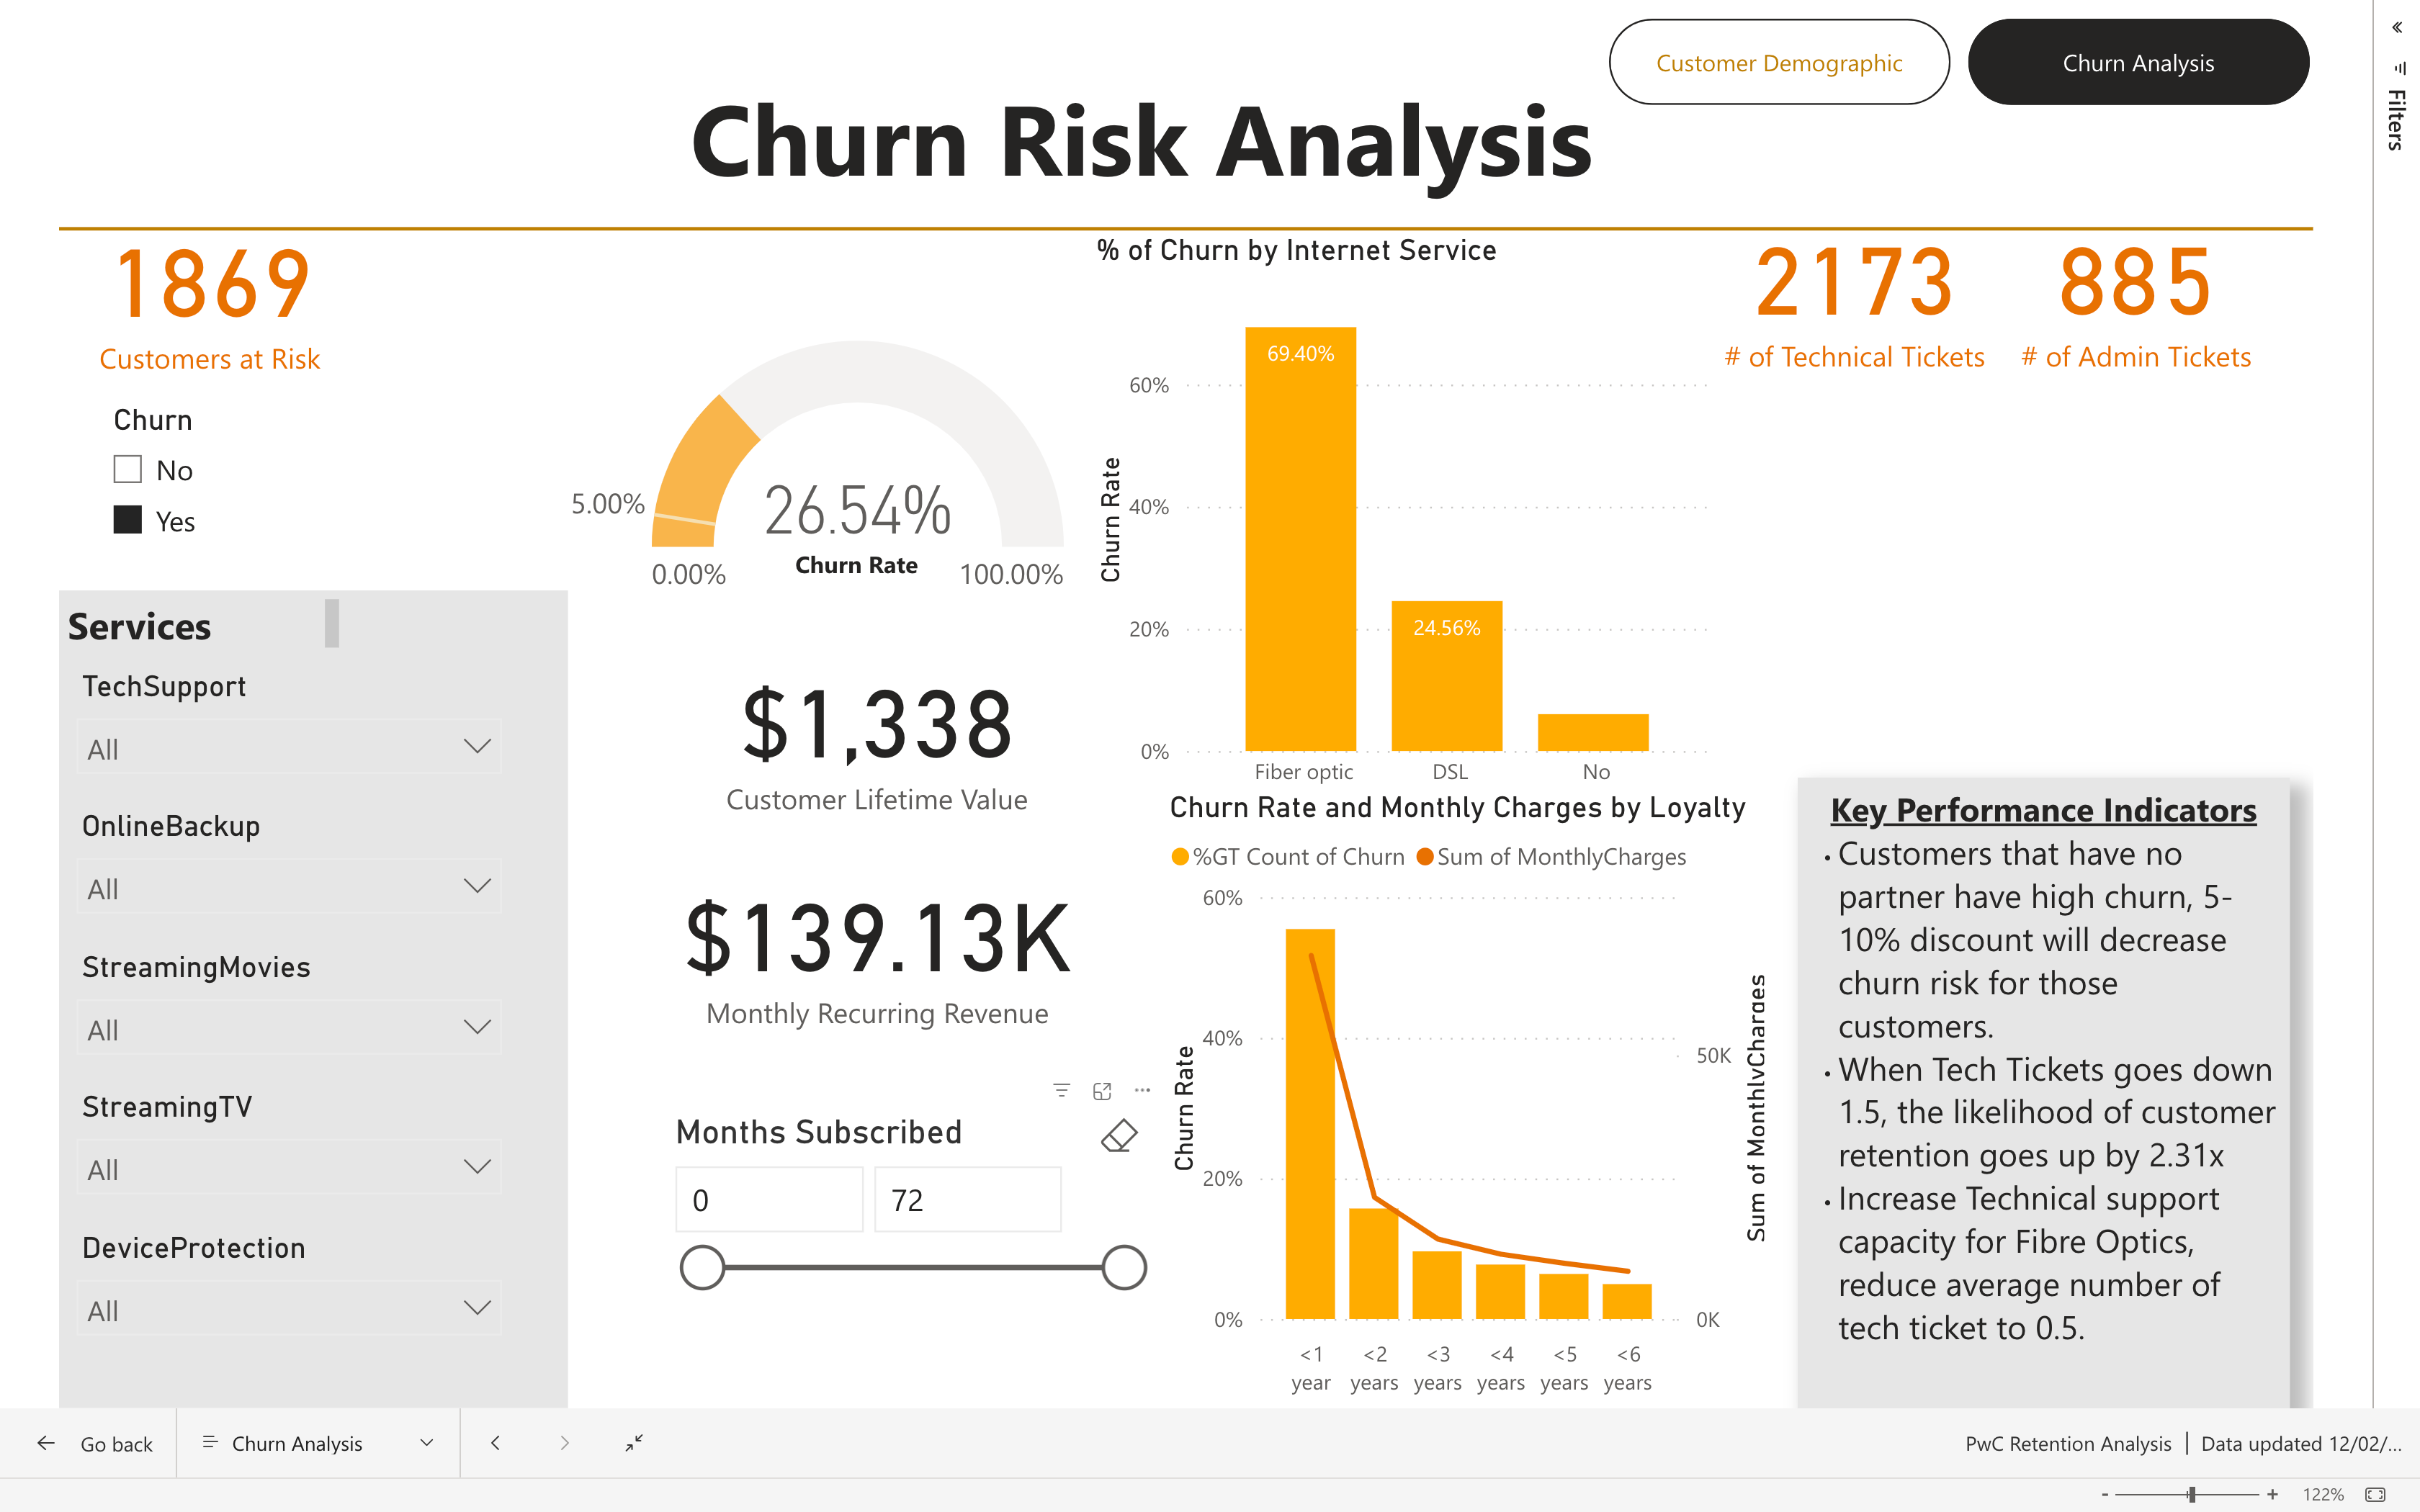 Customer Demographic
Churn Analysis
Filters
Churn Risk Analysis
1869
Customers at Risk
Churn
No
Yes
Services
TechSupport
All
OnlineBackup
All
StreamingMovies
All
StreamingTV
All
DeviceProtection
All
5.00%
26.54%
Churn Rate
0.00%
100.00%
$1,338
Customer Lifetime Value
$139.13K
Monthly Recurring Revenue
Months Subscribed
0
72
% of Churn by Internet Service
Churn Rate
60%
40%
20%
0%
69.40%
24.56%
Fiber optic
DSL
No
Churn Rate and Monthly Charges by Loyalty
%GT Count of Churn
Sum of MonthlyCharges
Churn Rate
60%
40%
20%
0%
50K
0K
Sum of MonthlyCharges
<1 year
<2 years
<3 years
<4 years
<5 years
<6 years
2173
# of Technical Tickets
885
# of Admin Tickets
Key Performance Indicators
• Customers that have no
partner have high churn, 5-
10% discount will decrease
churn risk for those
customers.
• When Tech Tickets goes down
1.5, the likelihood of customer
retention goes up by 2.31x
• Increase Technical support
capacity for Fibre Optics,
reduce average number of
tech ticket to 0.5.
Go back
Churn Analysis
PwC Retention Analysis | Data updated 12/02/...
- + 122%